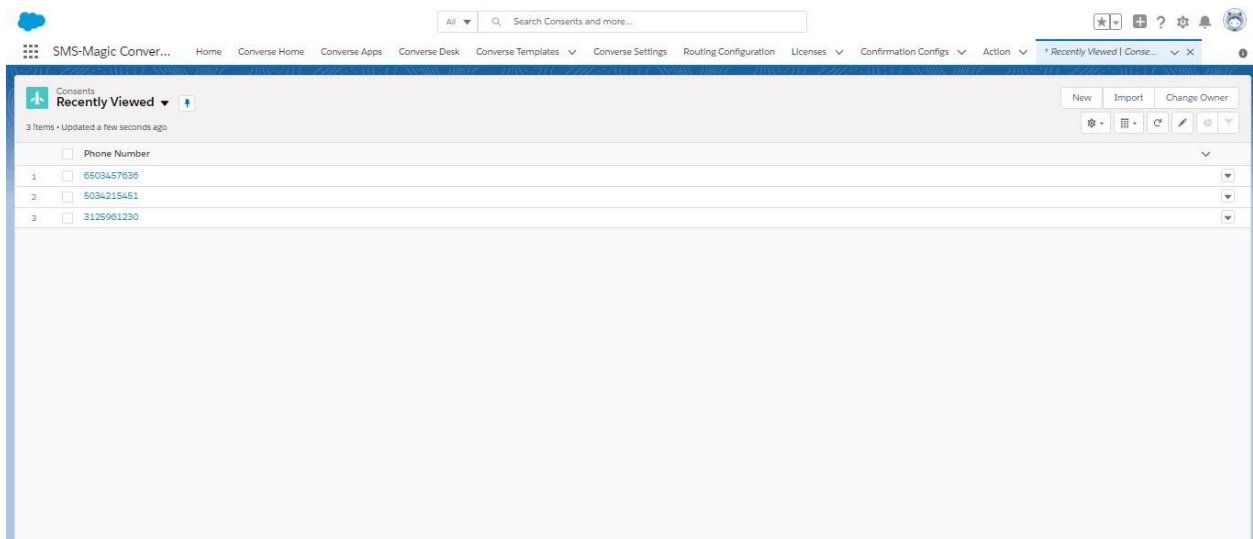 All
Search Consents and more...
SMS-Magic Conver... Home Converse Home Converse Apps Converse Desk Converse Templates Converse Settings Routing Configuration Licenses Confirmation Configs Action * Recently Viewed | Conse...
Consents
Recently Viewed
New Import Change Owner
3 items • Updated a few seconds ago
Phone Number
1 6503457636
2 5034215451
3 3125961230